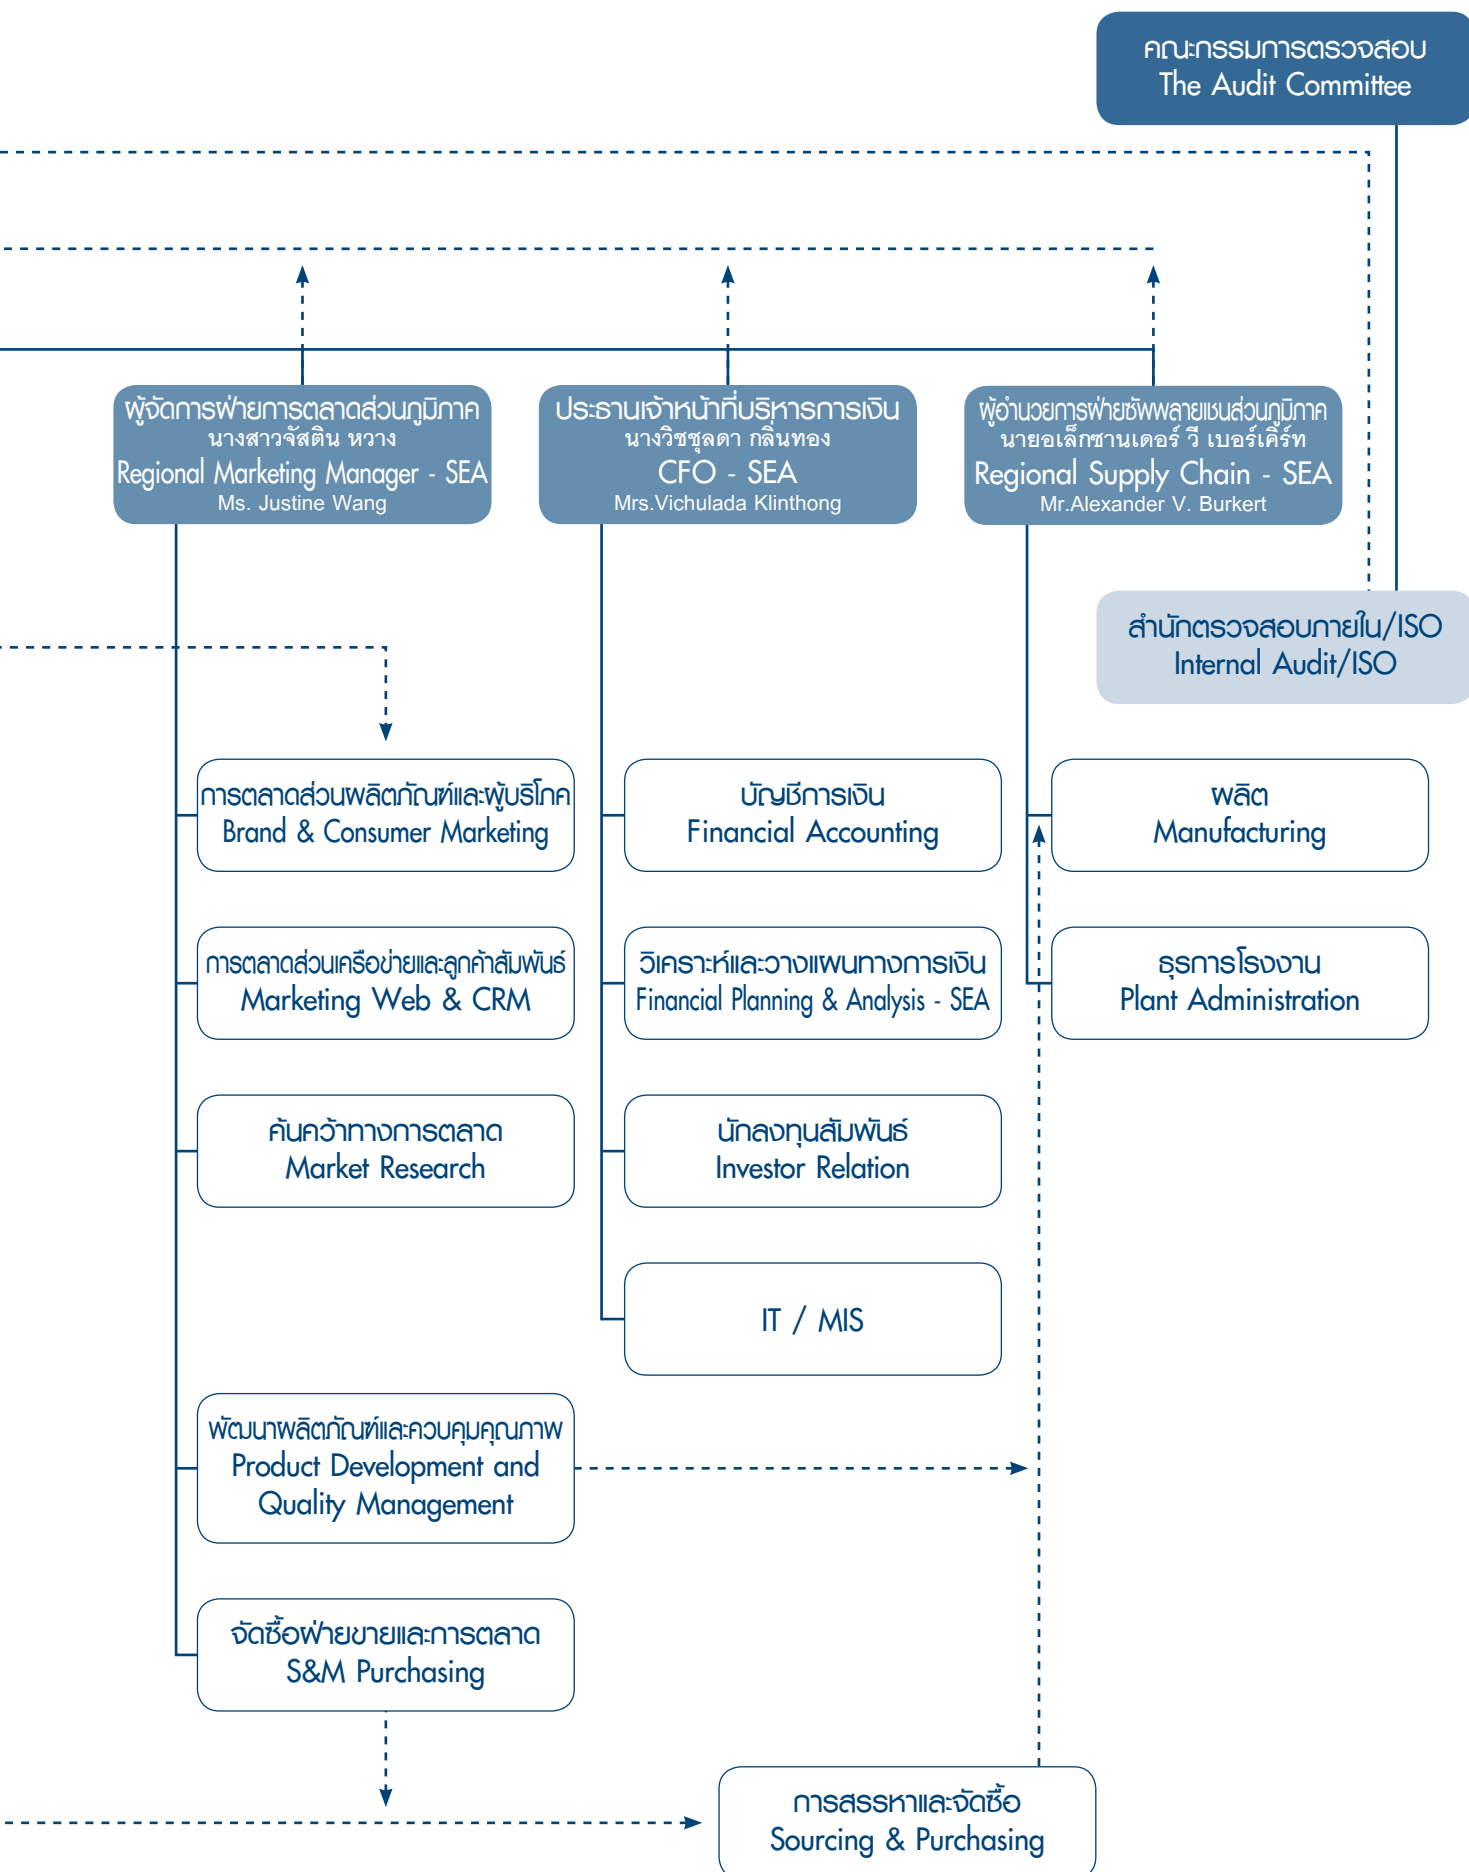 คณะกรรมการตรวจสอบ
The Audit Committee
ผู้จัดการฝ่ายการตลาดส่วนภูมิภาค
นางสาวจัสติน หวาง
Regional Marketing Manager - SEA
Ms. Justine Wang
ประธานเจ้าหน้าที่บริหารการเงิน
นางวิชชุลดา กลิ่นทอง
CFO - SEA
Mrs.Vichulada Klinthong
ผู้อำนวยการฝ่ายซัพพลายเชนส่วนภูมิภาค
นายอเล็กซานเดอร์ วี เบอร์เคิร์ท
Regional Supply Chain - SEA
Mr.Alexander V. Burkert
สำนักตรวจสอบภายใน/ISO
Internal Audit/ISO
การตลาดส่วนผลิตภัณฑ์และผู้บริโภค
Brand & Consumer Marketing
บัญชีการเงิน
Financial Accounting
ผลิต
Manufacturing
การตลาดส่วนเครือข่ายและลูกค้าสัมพันธ์
Marketing Web & CRM
วิเคราะห์และวางแผนทางการเงิน
Financial Planning & Analysis - SEA
ธุรการโรงงาน
Plant Administration
ค้นคว้าทางการตลาด
Market Research
นักลงทุนสัมพันธ์
Investor Relation
IT / MIS
พัฒนาผลิตภัณฑ์และควบคุมคุณภาพ
Product Development and
Quality Management
จัดซื้อฝ่ายขายและการตลาด
S&M Purchasing
การสรรหาและจัดซื้อ
Sourcing & Purchasing